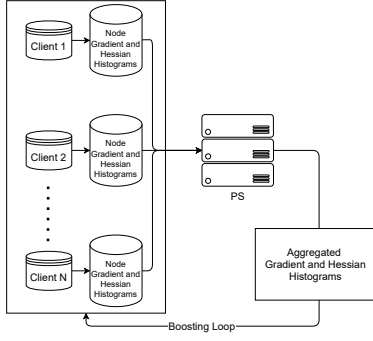 Client 1
Node
Gradient and
Hessian
Histograms
Client 2
Node
Gradient and
Hessian
Histograms
PS
Client N
Node
Gradient and
Hessian
Histograms
Aggregated
Gradient and Hessian
Histograms
Boosting Loop